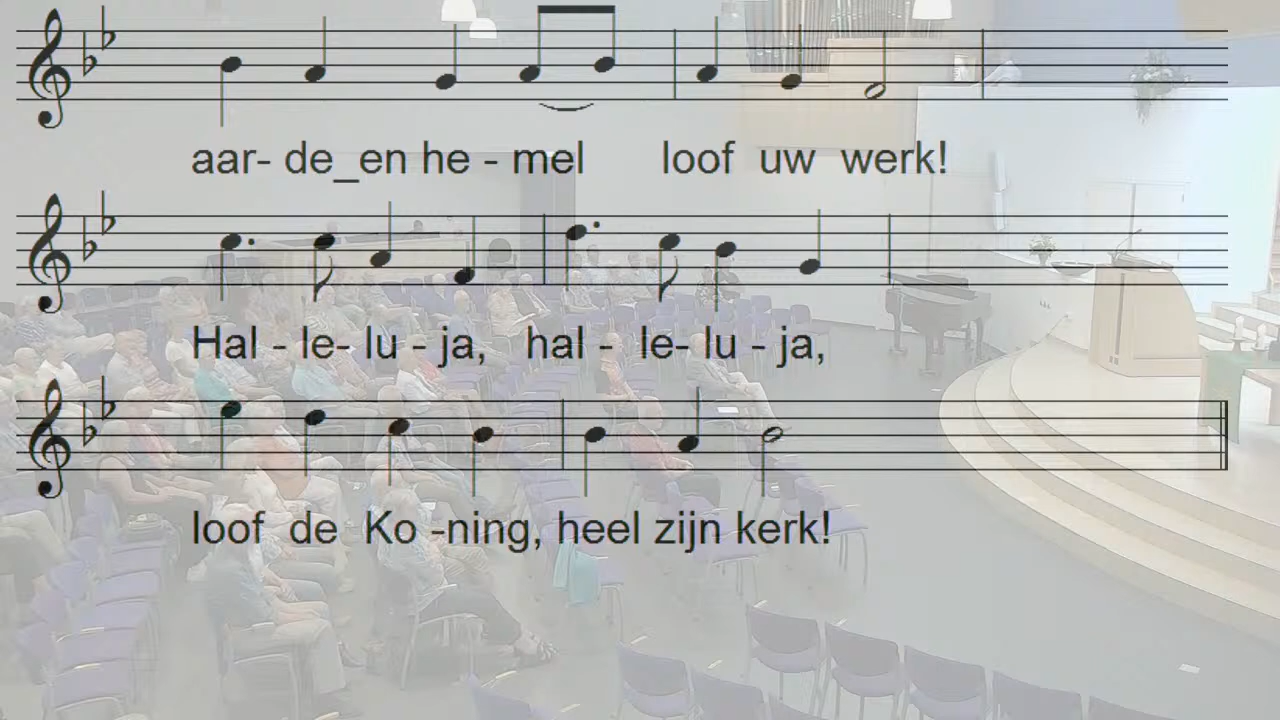 aar- de_en he - mel loof uw werk!
Hal - le- lu - ja, hal - le- lu - ja,
loof de Ko -ning, heel zijn kerk!